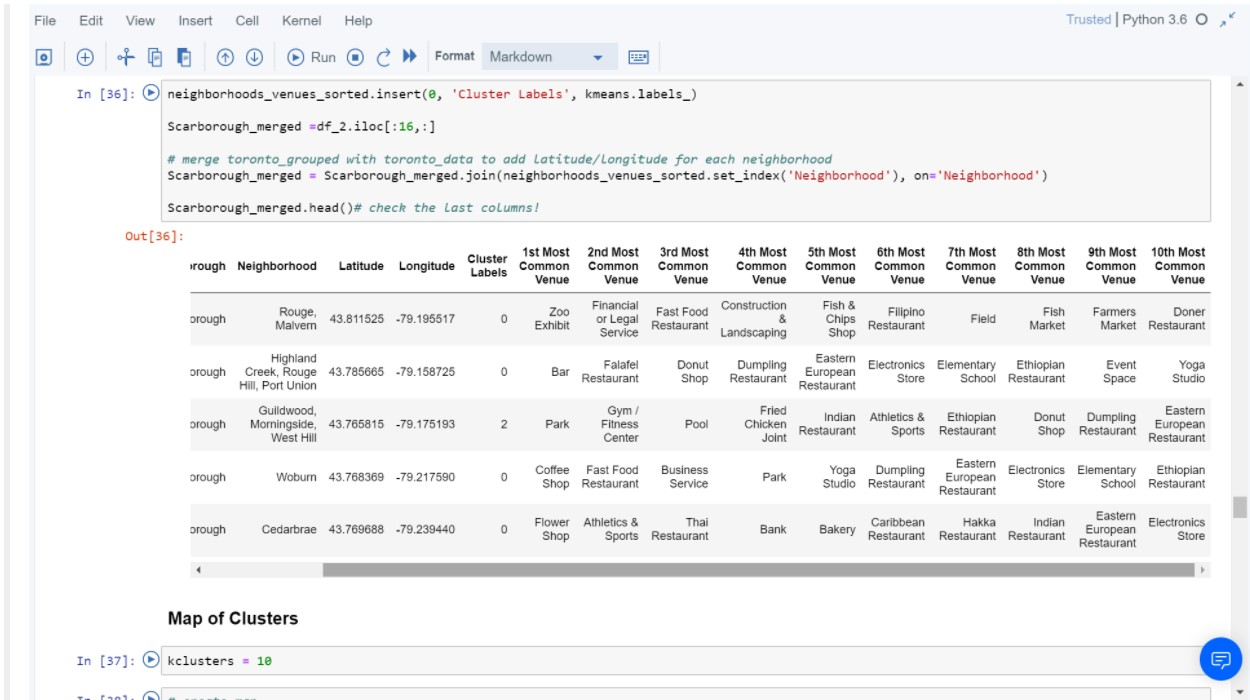 File Edit View Insert Cell Kernel Help Trusted | Python 3.6
Run Format Markdown
In [36]: neighborhoods_venues_sorted.insert(0, 'Cluster Labels', kmeans.labels_)
Scarborough_merged =df_2.iloc[:16,:]
# merge toronto_grouped with toronto_data to add latitude/longitude for each neighborhood
Scarborough_merged = Scarborough_merged.join(neighborhoods_venues_sorted.set_index('Neighborhood'), on='Neighborhood')
Scarborough_merged.head()# check the last columns!
Out[36]:
orough Neighborhood Latitude Longitude Cluster Labels 1st Most Common Venue 2nd Most Common Venue 3rd Most Common Venue 4th Most Common Venue 5th Most Common Venue 6th Most Common Venue 7th Most Common Venue 8th Most Common Venue 9th Most Common Venue 10th Most Common Venue
orough Rouge, Malvern 43.811525 -79.195517 0 Zoo Exhibit Financial or Legal Service Fast Food Restaurant Construction & Landscaping Fish & Chips Shop Filipino Restaurant Field Fish Market Farmers Market Doner Restaurant
orough Highland Creek, Rouge Hill, Port Union 43.785665 -79.158725 0 Bar Falafel Restaurant Donut Shop Dumpling Restaurant Eastern European Restaurant Electronics Store Elementary School Ethiopian Restaurant Event Space Yoga Studio
orough Guildwood, Morningside, West Hill 43.765815 -79.175193 2 Park Gym / Fitness Center Pool Fried Chicken Joint Indian Restaurant Athletics & Sports Ethiopian Restaurant Donut Shop Dumpling Restaurant Eastern European Restaurant
orough Woburn 43.768369 -79.217590 0 Coffee Shop Fast Food Restaurant Business Service Park Yoga Studio Dumpling Restaurant Eastern European Restaurant Electronics Store Elementary School Ethiopian Restaurant
orough Cedarbrae 43.769688 -79.239440 0 Flower Shop Athletics & Sports Thai Restaurant Bank Bakery Caribbean Restaurant Hakka Restaurant Indian Restaurant Eastern European Restaurant Electronics Store
Map of Clusters
In [37]: kclusters = 10